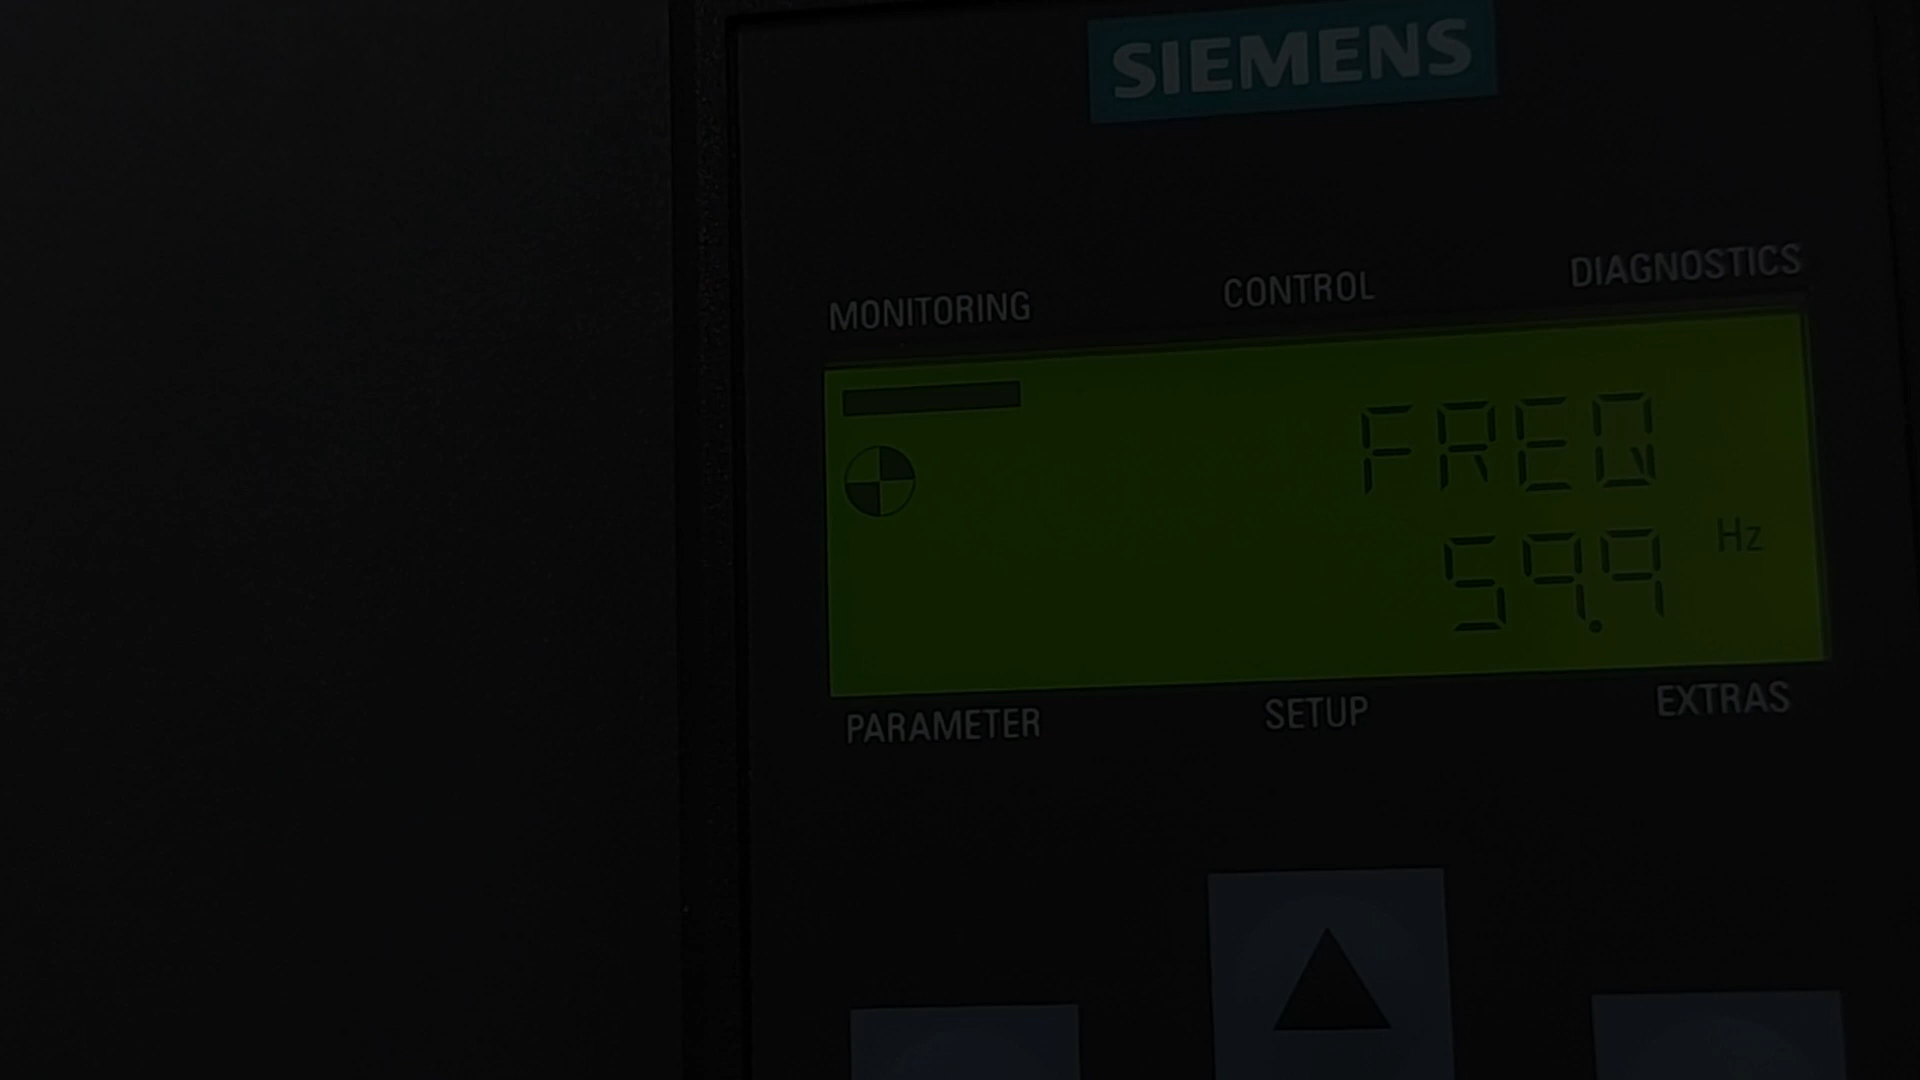 SIEMENS
MONITORING CONTROL DIAGNOSTICS
FREQ
59.9 Hz
PARAMETER SETUP EXTRAS